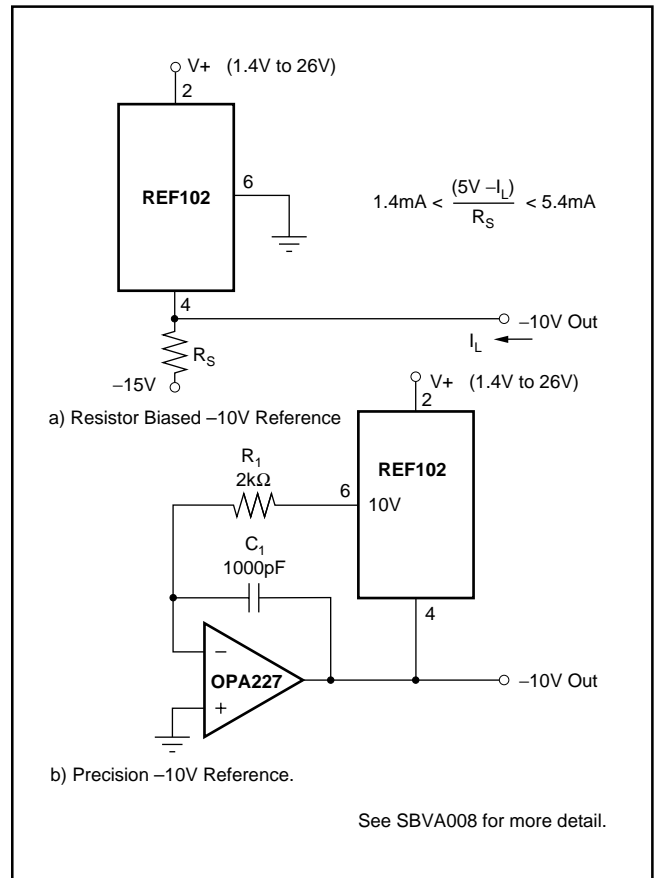 V+ (1.4V to 26V)
2
REF102
6
1.4mA < (5V –I_L) / R_S < 5.4mA
4
–10V Out
I_L
R_S
–15V
a) Resistor Biased –10V Reference
V+ (1.4V to 26V)
2
R_1
2kΩ
REF102
6
10V
C_1
1000pF
4
–
OPA227
+
–10V Out
b) Precision –10V Reference.
See SBVA008 for more detail.